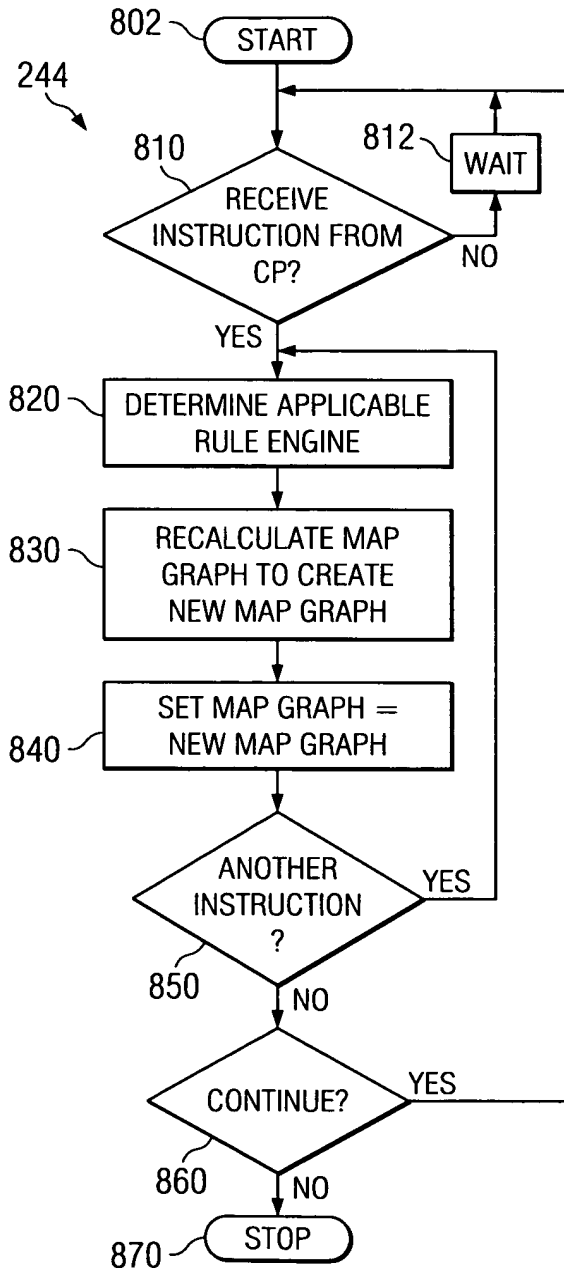 802
START
244
810
812
WAIT
RECEIVE
INSTRUCTION FROM
CP?
NO
YES
820
DETERMINE APPLICABLE
RULE ENGINE
830
RECALCULATE MAP
GRAPH TO CREATE
NEW MAP GRAPH
840
SET MAP GRAPH =
NEW MAP GRAPH
ANOTHER
INSTRUCTION
?
YES
850
NO
CONTINUE?
YES
860
NO
870
STOP